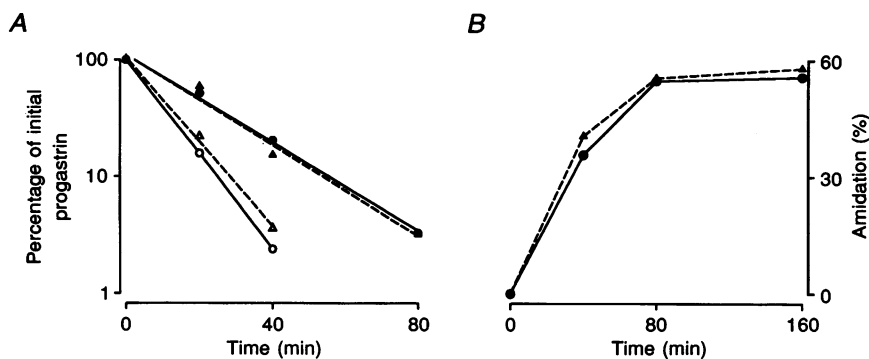 A
B
Percentage of initial
progastrin
100
10
1
0
40
80
Time (min)
60
30
0
Amidation (%)
0
80
160
Time (min)